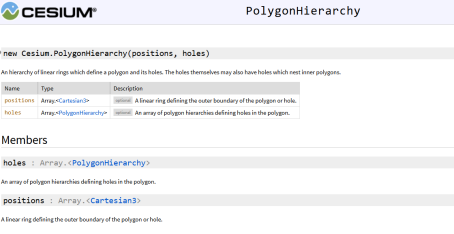 CESIUM®
PolygonHierarchy
new Cesium.PolygonHierarchy(positions, holes)
An hierarchy of linear rings which define a polygon and its holes. The holes themselves may also have holes which nest inner polygons.
Name Type Description
positions Array.<Cartesian3> optional A linear ring defining the outer boundary of the polygon or hole.
holes Array.<PolygonHierarchy> optional An array of polygon hierarchies defining holes in the polygon.
Members
holes : Array.<PolygonHierarchy>
An array of polygon hierarchies defining holes in the polygon.
positions : Array.<Cartesian3>
A linear ring defining the outer boundary of the polygon or hole.